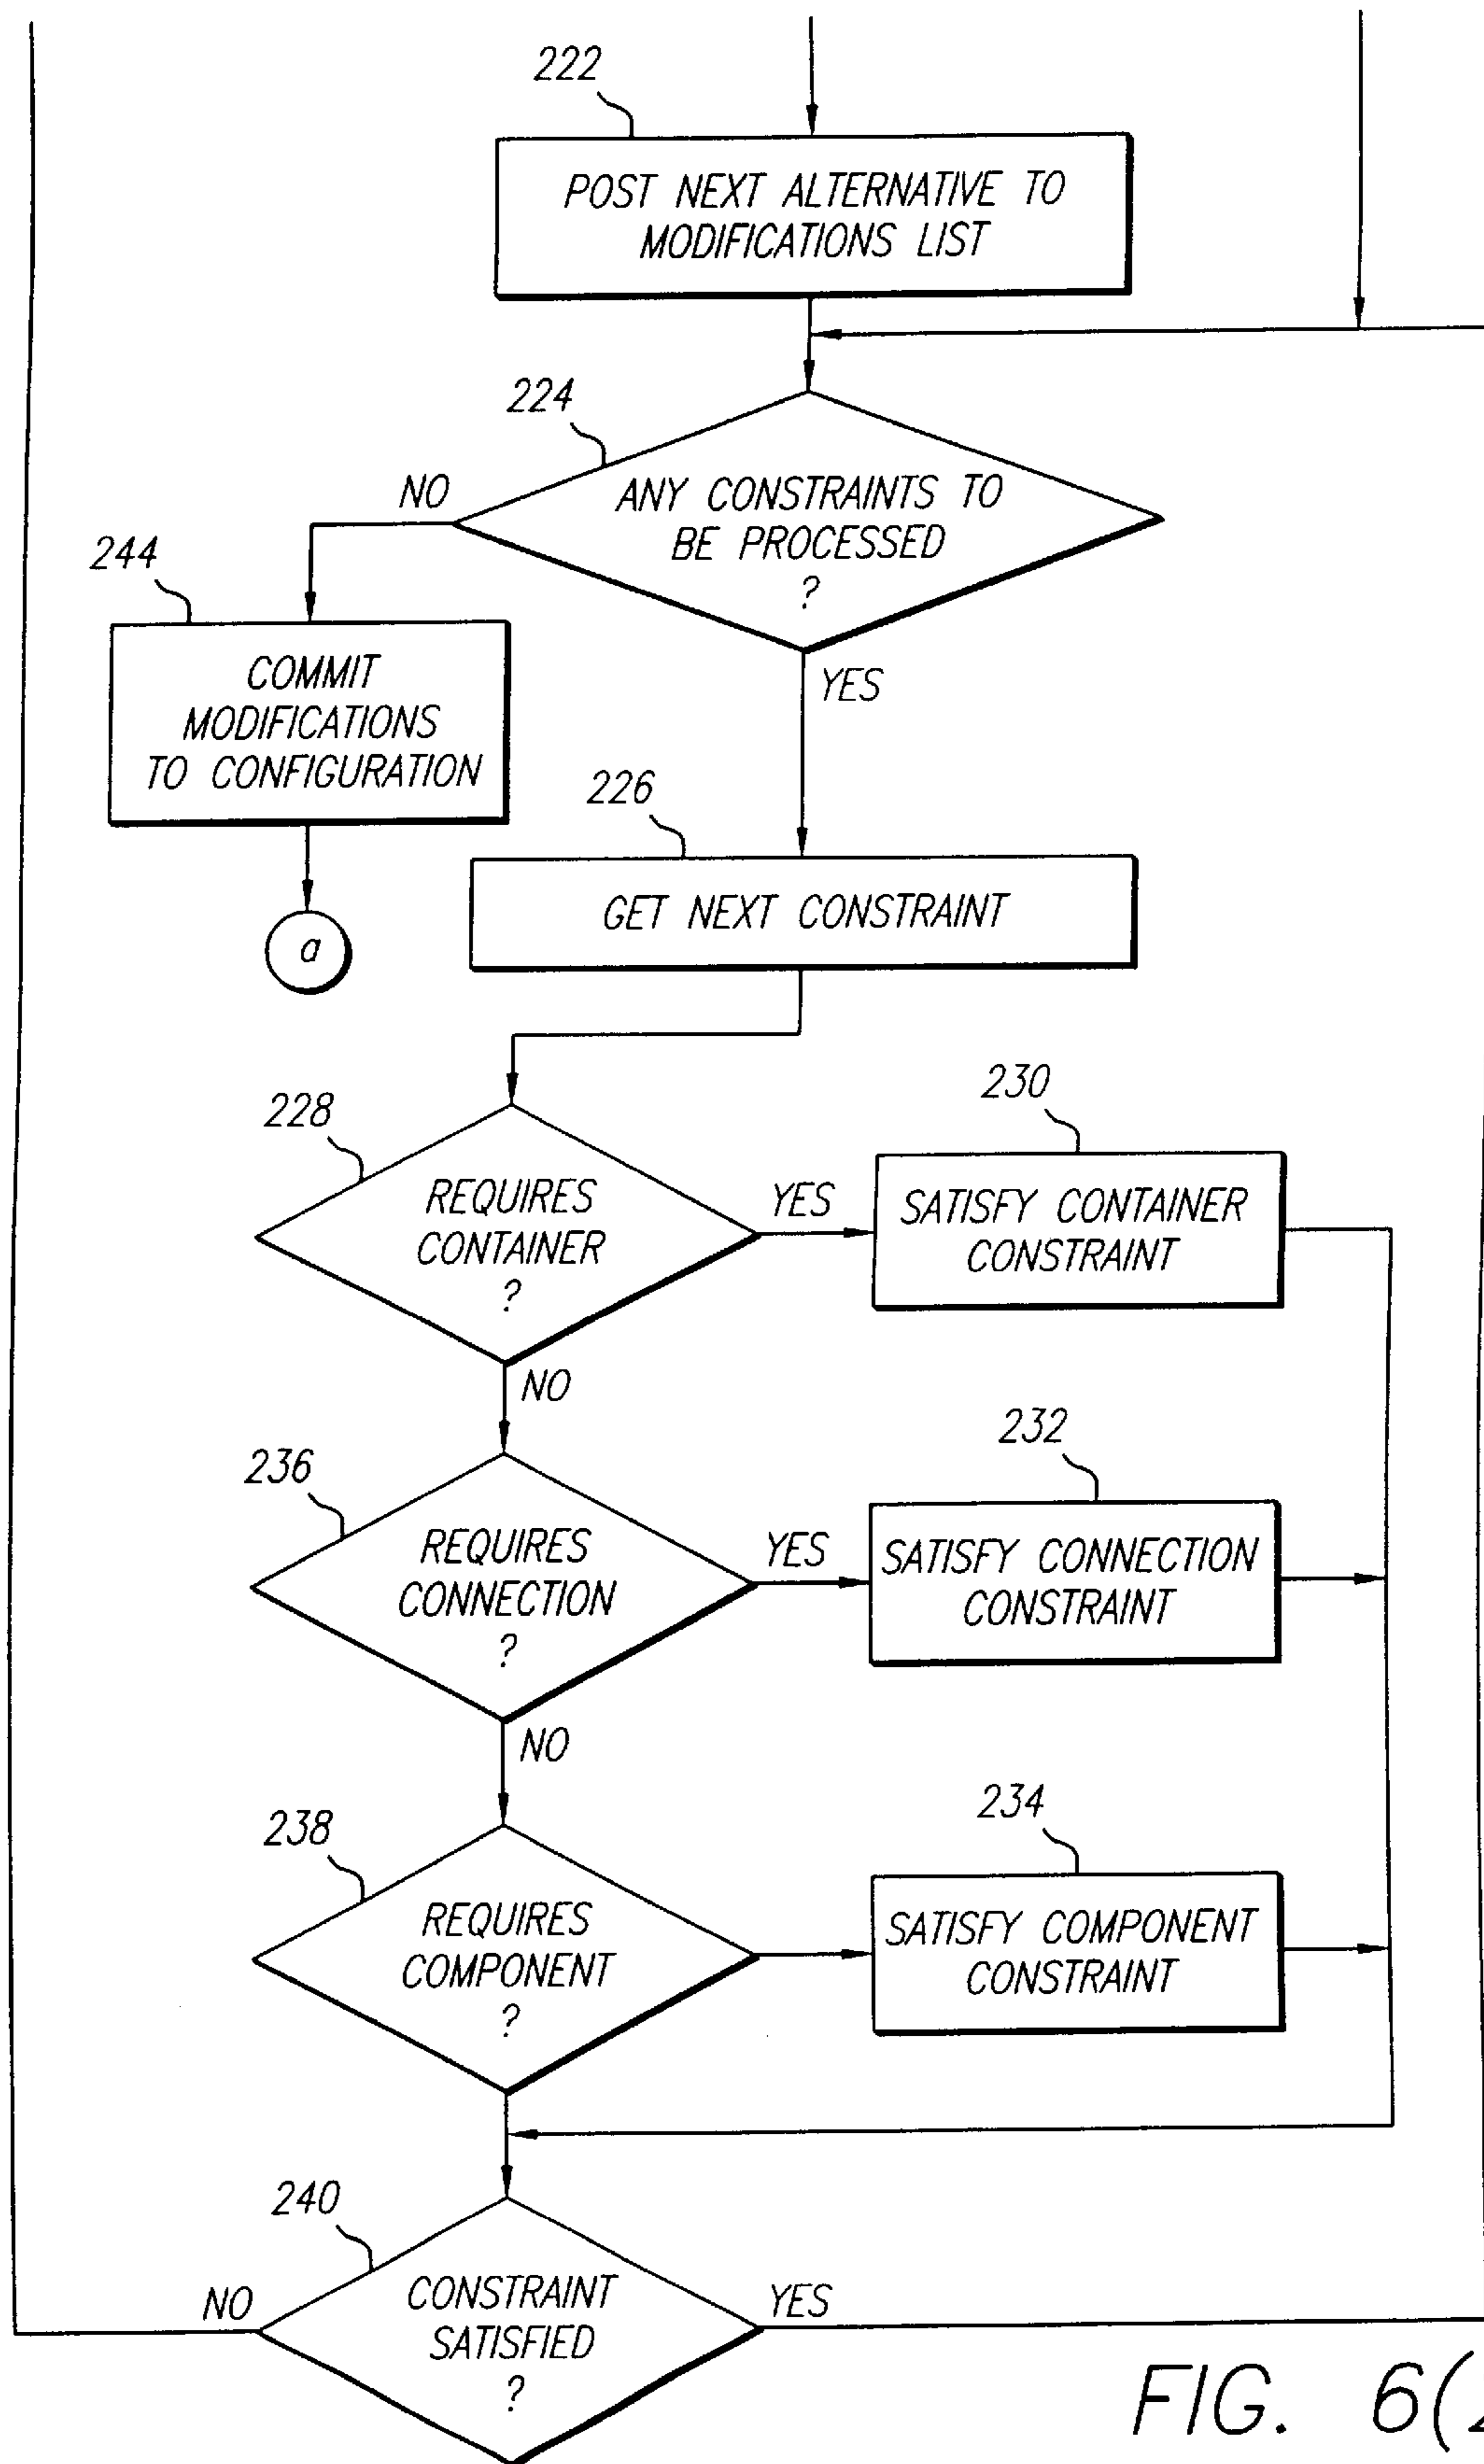 222
POST NEXT ALTERNATIVE TO
MODIFICATIONS LIST
224
NO
ANY CONSTRAINTS TO
BE PROCESSED
?
244
YES
COMMIT
MODIFICATIONS
TO CONFIGURATION
226
GET NEXT CONSTRAINT
a
228
230
REQUIRES
CONTAINER
?
YES
SATISFY CONTAINER
CONSTRAINT
NO
236
232
REQUIRES
CONNECTION
?
YES
SATISFY CONNECTION
CONSTRAINT
NO
238
234
REQUIRES
COMPONENT
?
SATISFY COMPONENT
CONSTRAINT
240
NO
CONSTRAINT
SATISFIED
?
YES
FIG. 6(